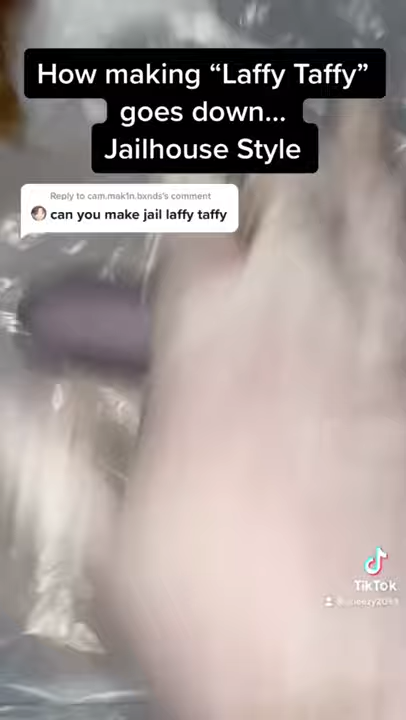 How making “Laffy Taffy”
goes down...
Jailhouse Style
Reply to cam.mak1n.bxnds's comment
can you make jail laffy taffy
TikTok